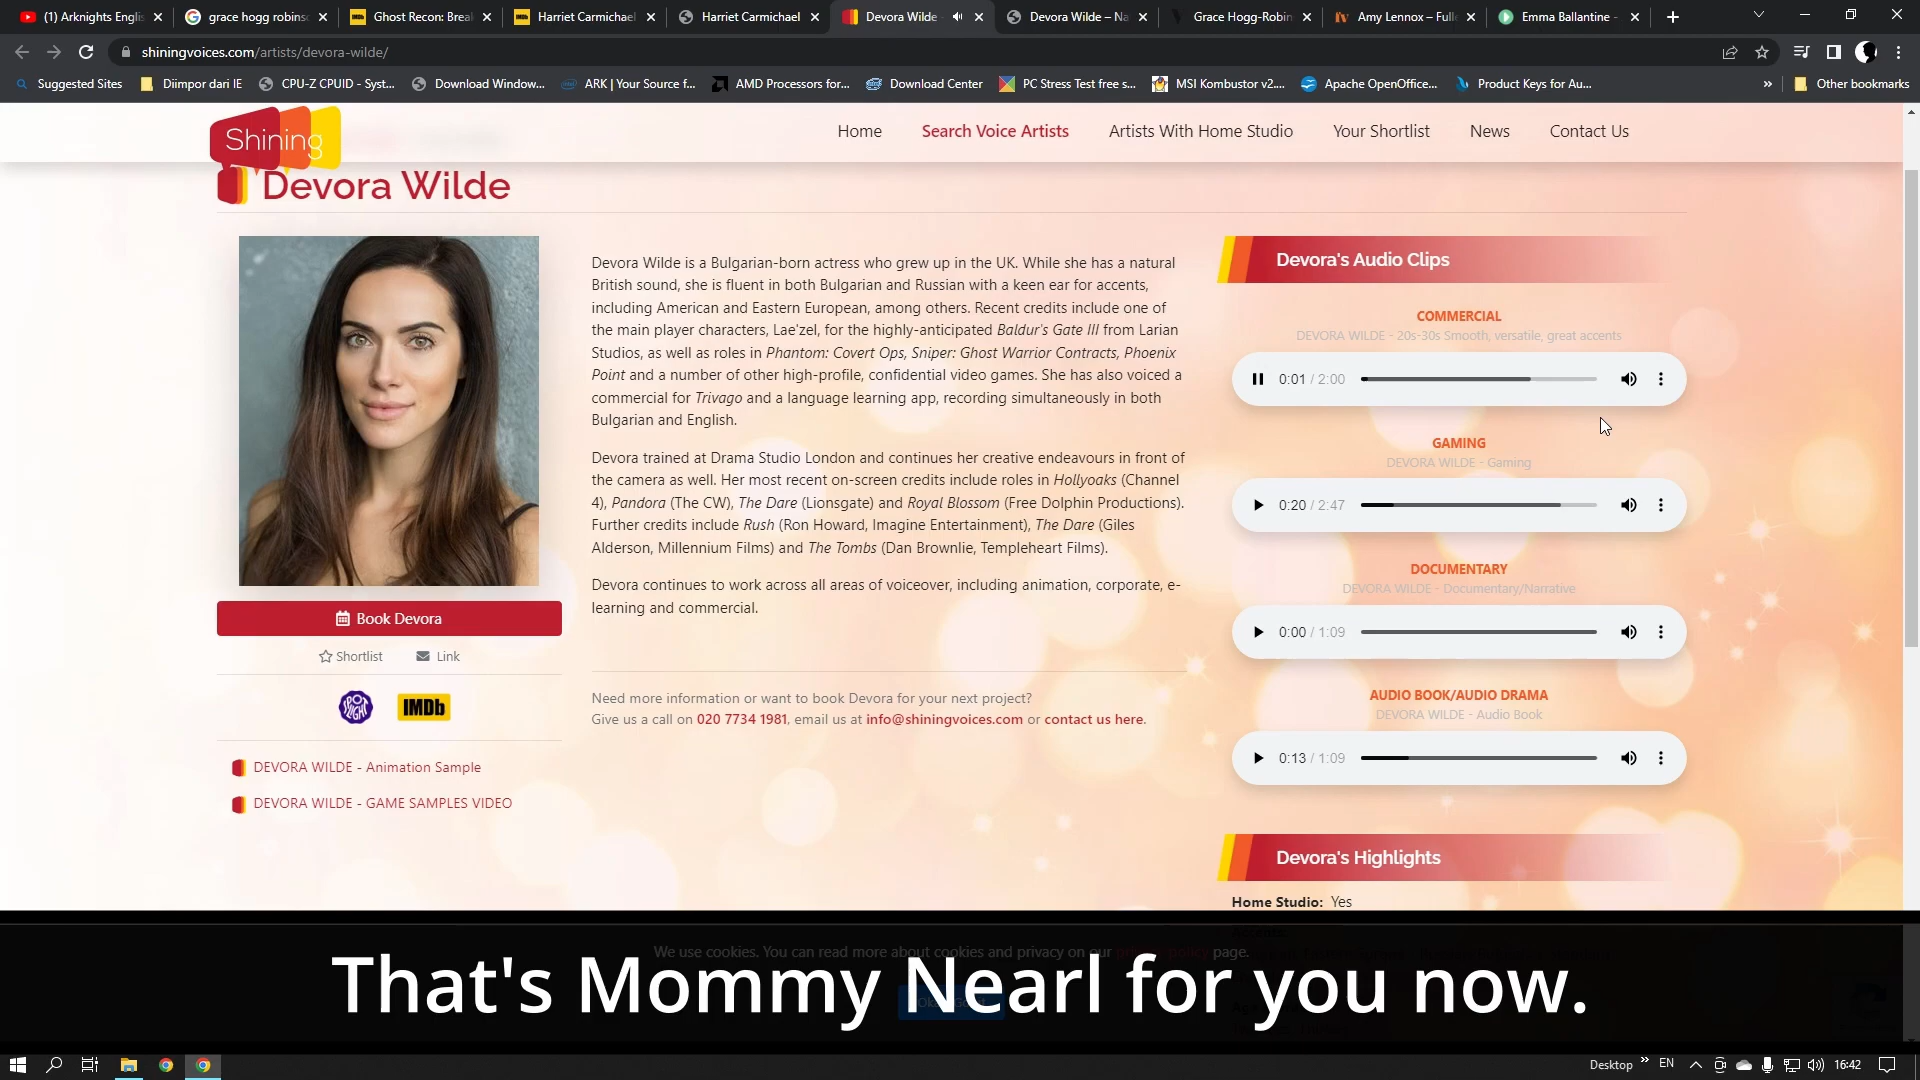 (1) Arknights Englis
grace hogg robins
Ghost Recon: Brea
Harriet Carmichael
Harriet Carmichael
Devora Wilde -
Devora Wilde – Na
Grace Hogg-Robin
Amy Lennox – Full
Emma Ballantine -
shiningvoices.com/artists/devora-wilde/
Suggested Sites
Diimpor dari IE
CPU-Z CPUID - Syst...
Download Window...
ARK | Your Source f...
AMD Processors for...
Download Center
PC Stress Test free s...
MSI Kombustor v2....
Apache OpenOffice...
Product Keys for Au...
Other bookmarks
Shining
Home
Search Voice Artists
Artists With Home Studio
Your Shortlist
News
Contact Us
Devora Wilde
Devora Wilde is a Bulgarian-born actress who grew up in the UK. While she has a natural
British sound, she is fluent in both Bulgarian and Russian with a keen ear for accents,
including American and Eastern European, among others. Recent credits include one of
the main player characters, Lae'zel, for the highly-anticipated Baldur's Gate III from Larian
Studios, as well as roles in Phantom: Covert Ops, Sniper: Ghost Warrior Contracts, Phoenix
Point and a number of other high-profile, confidential video games. She has also voiced a
commercial for Trivago and a language learning app, recording simultaneously in both
Bulgarian and English.
Devora trained at Drama Studio London and continues her creative endeavours in front of
the camera as well. Her most recent on-screen credits include roles in Hollyoaks (Channel
4), Pandora (The CW), The Dare (Lionsgate) and Royal Blossom (Free Dolphin Productions).
Further credits include Rush (Ron Howard, Imagine Entertainment), The Dare (Giles
Alderson, Millennium Films) and The Tombs (Dan Brownlie, Templeheart Films).
Devora continues to work across all areas of voiceover, including animation, corporate, e-
learning and commercial.
Need more information or want to book Devora for your next project?
Give us a call on 020 7734 1981, email us at info@shiningvoices.com or contact us here.
Book Devora
Shortlist
Link
SPOTLIGHT
IMDb
DEVORA WILDE - Animation Sample
DEVORA WILDE - GAME SAMPLES VIDEO
Devora's Audio Clips
COMMERCIAL
DEVORA WILDE - 20s-30s Smooth, versatile, great accents
0:01 / 2:00
GAMING
DEVORA WILDE - Gaming
0:20 / 2:47
DOCUMENTARY
DEVORA WILDE - Documentary/Narrative
0:00 / 1:09
AUDIO BOOK/AUDIO DRAMA
DEVORA WILDE - Audio Book
0:13 / 1:09
Devora's Highlights
Home Studio: Yes
We use cookies. You can read more about cookies and privacy on our privacy policy page.
That's Mommy Nearl for you now.
Desktop
EN
16:42